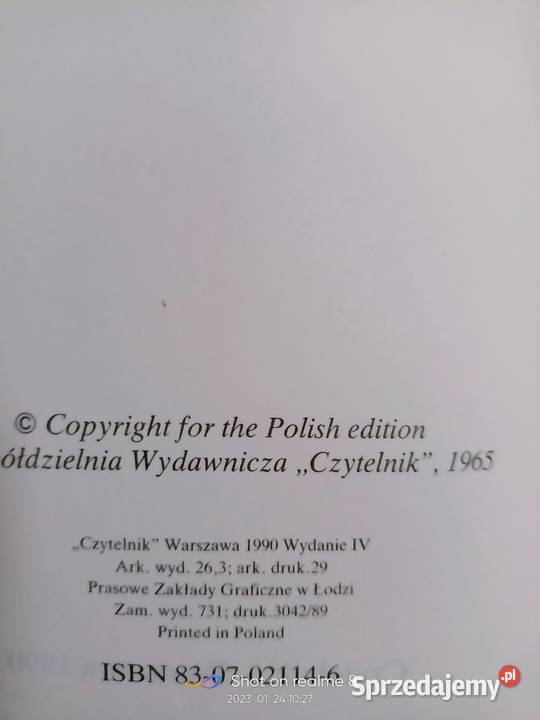 © Copyright for the Polish edition
ółdzielnia Wydawnicza „Czytelnik”, 1965
„Czytelnik” Warszawa 1990 Wydanie IV
Ark. wyd. 26,3; ark. druk.29
Prasowe Zakłady Graficzne w Łodzi
Zam. wyd. 731; druk.3042/89
Printed in Poland
ISBN 83-07-02114-6
Shot on realme 8
2023.01.24 10:27
Sprzedajemy.pl